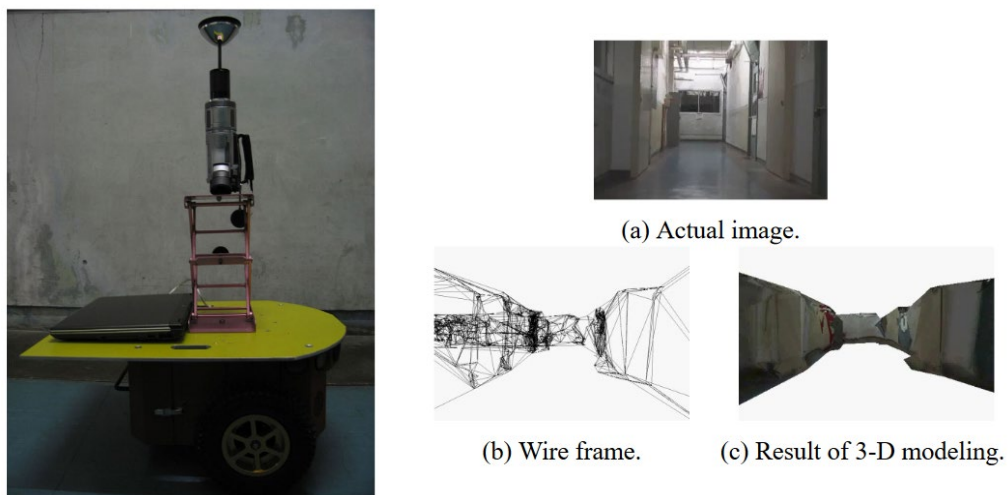 (a) Actual image.
(b) Wire frame.
(c) Result of 3-D modeling.